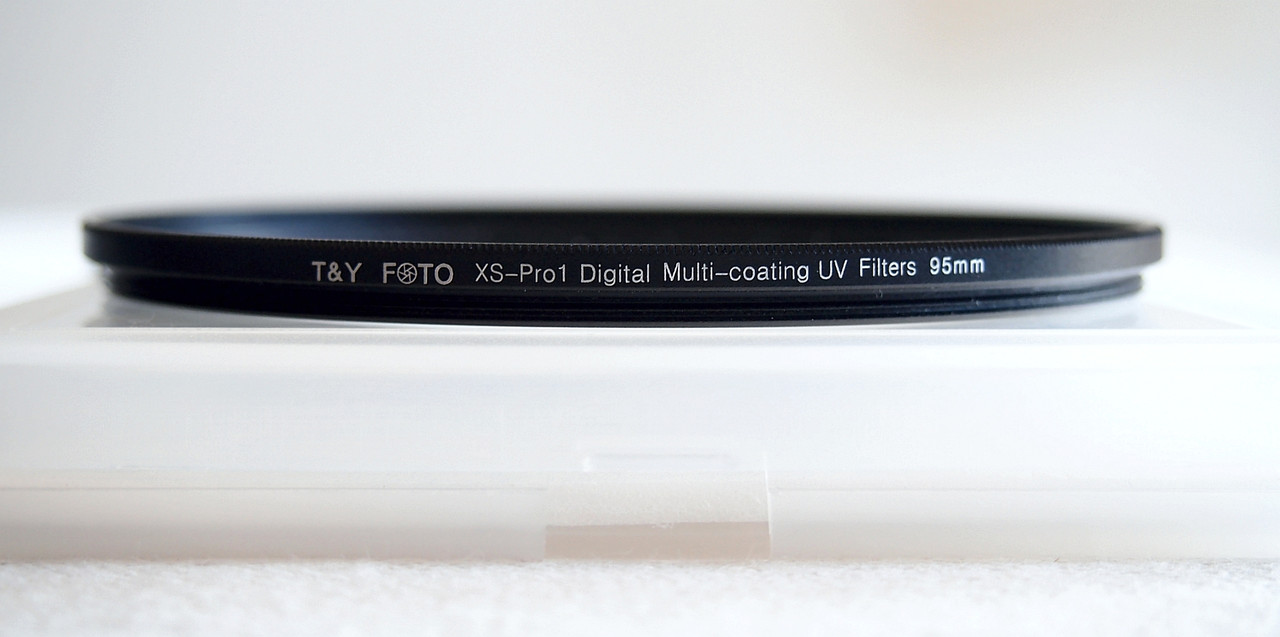 T&Y FOTO XS-Pro1 Digital Multi-coating UV Filters 95mm